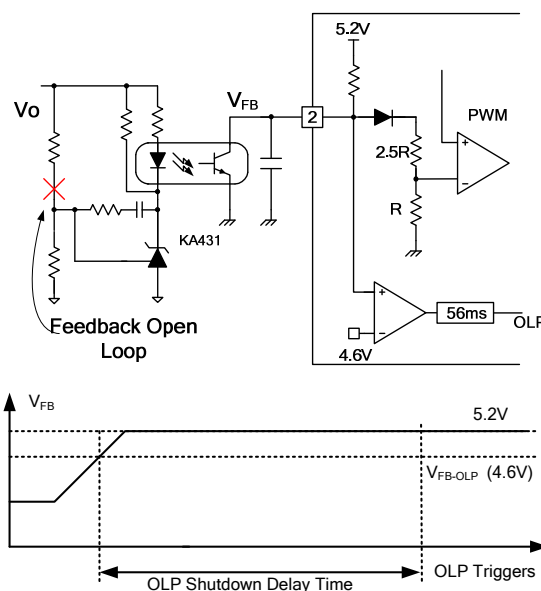 5.2V
Vo
VFB
2
PWM
2.5R
R
KA431
Feedback Open
Loop
56ms
OLP
4.6V
VFB
5.2V
VFB-OLP (4.6V)
OLP Triggers
OLP Shutdown Delay Time